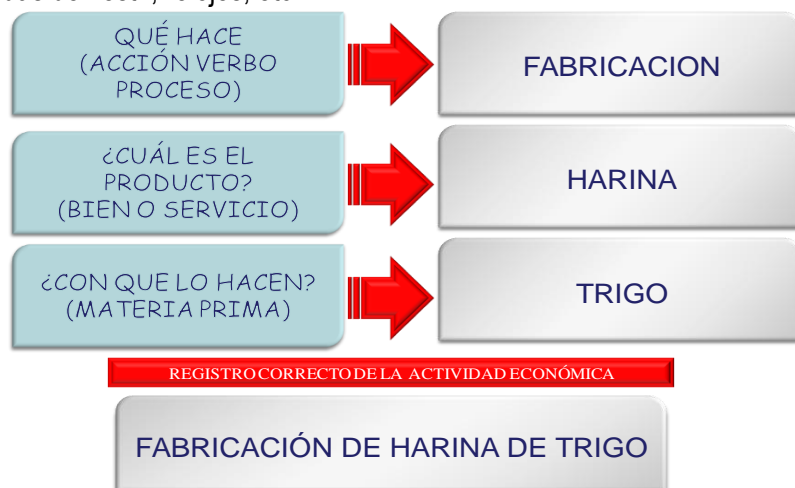 QUÉ HACE
(ACCIÓN VERBO
PROCESO)
FABRICACION
¿CUÁL ES EL
PRODUCTO?
(BIEN O SERVICIO)
HARINA
¿CON QUE LO HACEN?
(MATERIA PRIMA)
TRIGO
REGISTRO CORRECTO DE LA ACTIVIDAD ECONÓMICA
FABRICACIÓN DE HARINA DE TRIGO